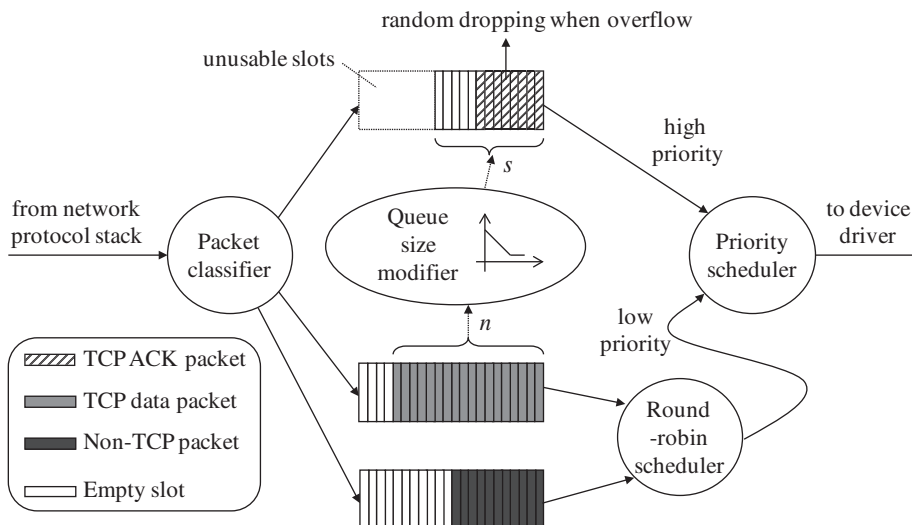 random dropping when overflow
unusable slots
high
priority
s
from network
protocol stack
Packet
classifier
Queue
size
modifier
Priority
scheduler
to device
driver
n
low
priority
TCP ACK packet
TCP data packet
Non-TCP packet
Empty slot
Round
-robin
scheduler